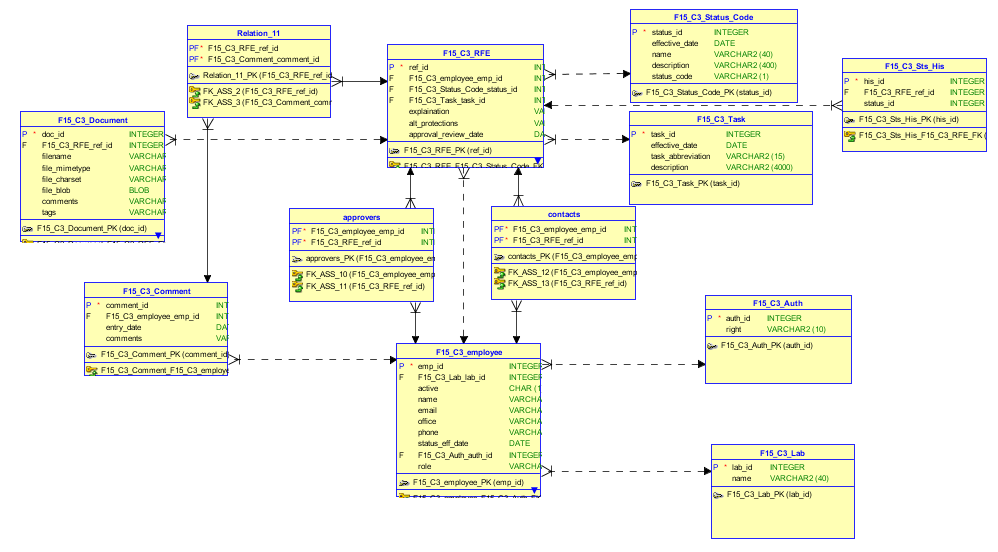 Relation_11
PF* F15_C3_RFE_ref_id
PF* F15_C3_Comment_comment_id
Relation_11_PK (F15_C3_RFE_ref_id
FK_ASS_2 (F15_C3_RFE_ref_id)
FK_ASS_3 (F15_C3_Comment_com
F15_C3_RFE
P * ref_id INT
F F15_C3_employee_emp_id INT
F F15_C3_Status_Code_status_id INT
F F15_C3_Task_task_id INT
explaination VA
alt_protections VA
approval_review_date DA
F15_C3_RFE_PK (ref_id)
F15_RFE_F15_C3_Status_Code_FK
F15_C3_Status_Code
P * status_id INTEGER
effective_date DATE
name VARCHAR2 (40)
description VARCHAR2 (400)
status_code VARCHAR2 (1)
F15_C3_Status_Code_PK (status_id)
F15_C3_Sts_His
P * his_id INTEGER
F F15_C3_RFE_ref_id INTEGER
status_id INTEGER
F15_C3_Sts_His_PK (his_id)
F15_C3_Sts_His_F15_C3_RFE_FK (
F15_C3_Document
P * doc_id INTEGER
F F15_C3_RFE_ref_id INTEGER
filename VARCHAR
file_mimetype VARCHAR
file_charset VARCHAR
file_blob BLOB
comments VARCHAR
tags VARCHAR
F15_C3_Document_PK (doc_id)
F15_C3_Task
P * task_id INTEGER
effective_date DATE
task_abbreviation VARCHAR2 (15)
description VARCHAR2 (4000)
F15_C3_Task_PK (task_id)
approvers
PF* F15_C3_employee_emp_id INT
PF* F15_C3_RFE_ref_id INT
approvers_PK (F15_C3_employee_en
FK_ASS_10 (F15_C3_employee_emp
FK_ASS_11 (F15_C3_RFE_ref_id)
contacts
PF* F15_C3_employee_emp_id INT
PF* F15_C3_RFE_ref_id INT
contacts_PK (F15_C3_employee_emp
FK_ASS_12 (F15_C3_employee_emp
FK_ASS_13 (F15_C3_RFE_ref_id)
F15_C3_Comment
P * comment_id INT
F F15_C3_employee_emp_id INT
entry_date DA
comments VAR
F15_C3_Comment_PK (comment_id)
F15_C3_Comment_F15_C3_employe
F15_C3_Auth
P * auth_id INTEGER
right VARCHAR2 (10)
F15_C3_Auth_PK (auth_id)
F15_C3_employee
P * emp_id INTEGER
F F15_C3_Lab_lab_id INTEGER
active CHAR (1
name VARCHA
email VARCHA
office VARCHA
phone VARCHA
status_eff_date DATE
F F15_C3_Auth_auth_id INTEGER
role VARCHA
F15_C3_employee_PK (emp_id)
F15_C3_Lab
P * lab_id INTEGER
name VARCHAR2 (40)
F15_C3_Lab_PK (lab_id)